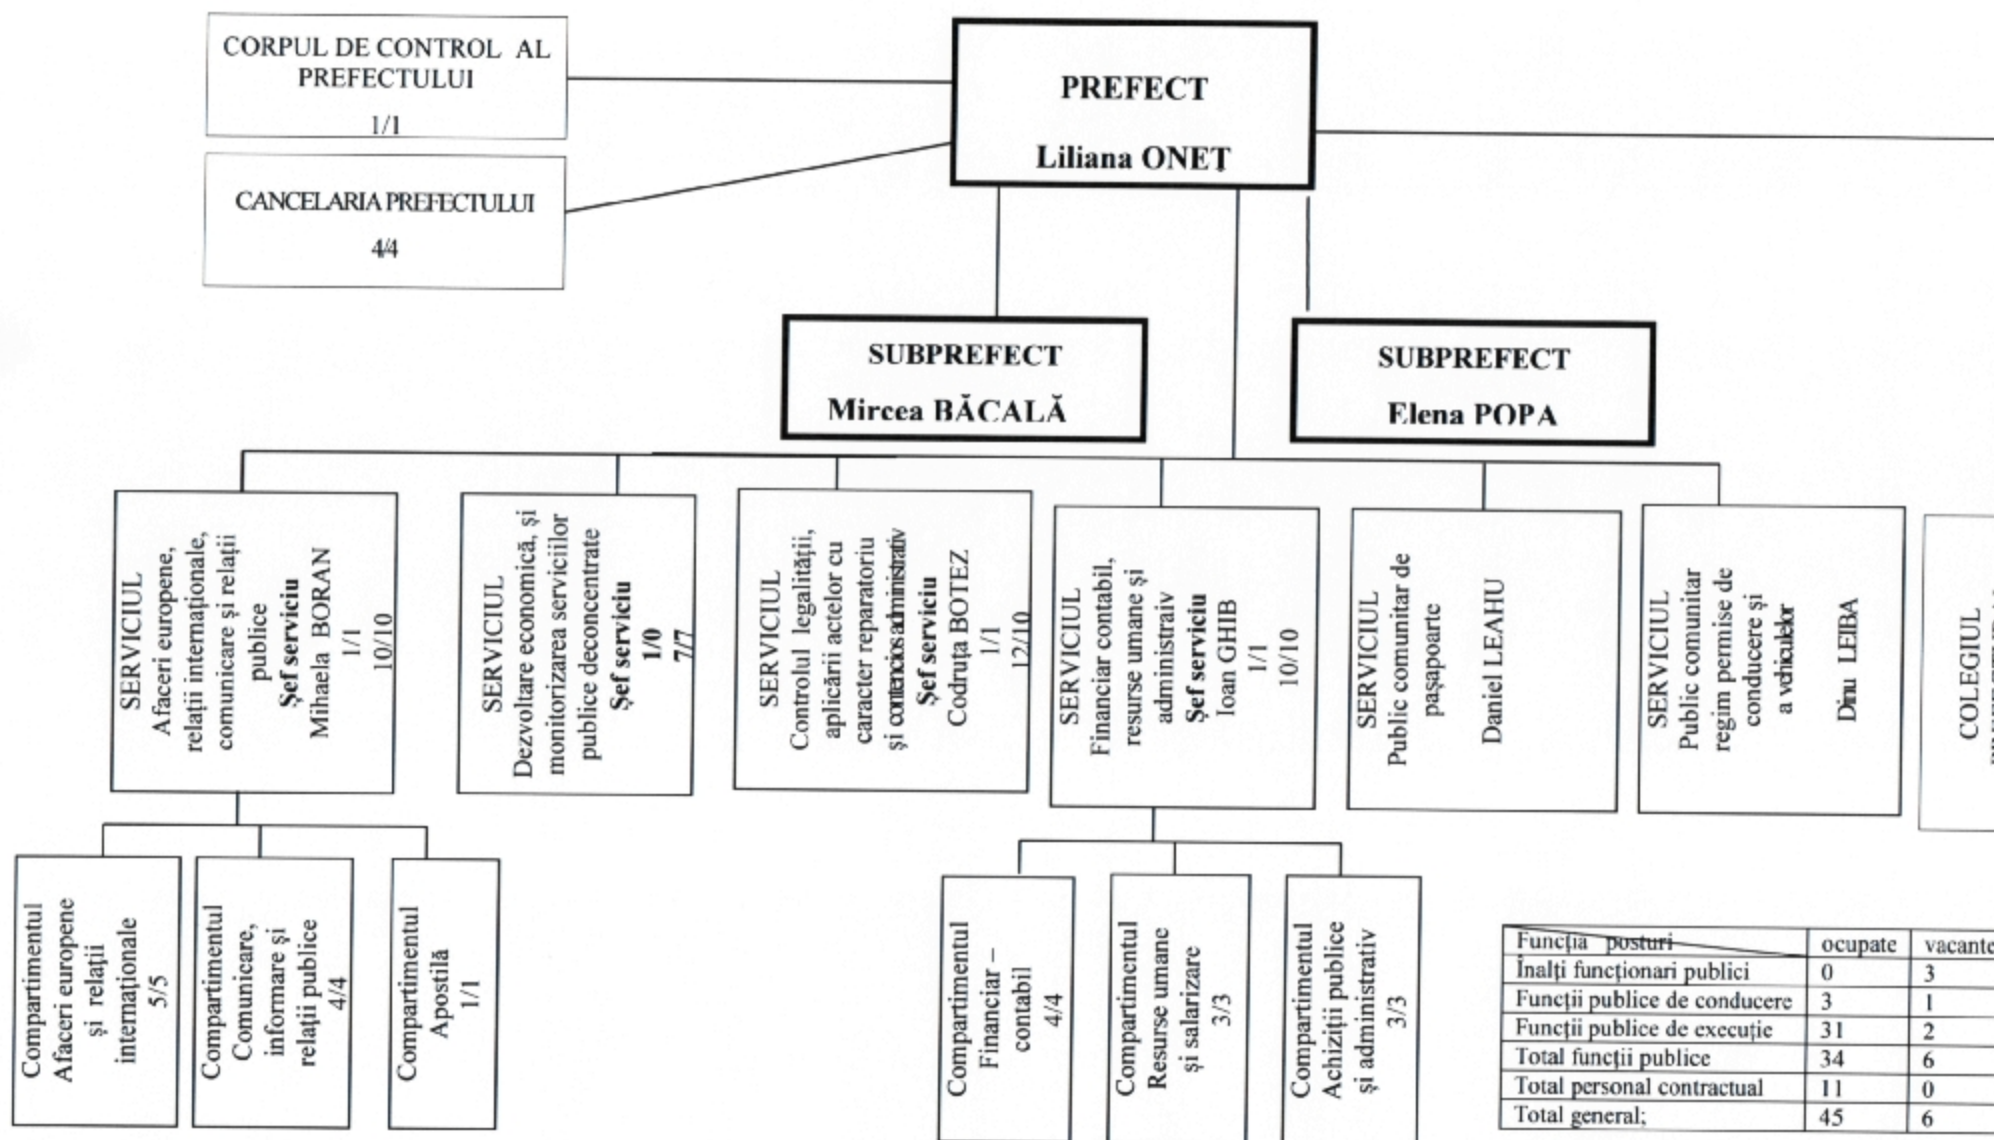 CORPUL DE CONTROL AL
PREFECTULUI
1/1
CANCELARIA PREFECTULUI
4/4
PREFECT
Liliana ONEȚ
SUBPREFECT
Mircea BĂCALĂ
SUBPREFECT
Elena POPA
SERVICIUL
Afaceri europene,
relații internaționale,
comunicare și relații
publice
Șef serviciu
Mihaela BORAN
1/1
10/10
SERVICIUL
Dezvoltare economică, și
monitorizarea serviciilor
publice deconcentrate
Șef serviciu
1/0
7/7
SERVICIUL
Controlul legalității,
aplicării actelor cu
caracter reparatoriu
și contencios administrativ
Șef serviciu
Codruța BOTEZ
1/1
12/10
SERVICIUL
Financiar contabil,
resurse umane și
administraiv
Șef serviciu
Ioan GHIB
1/1
10/10
SERVICIUL
Public comunitar de
pașapoarte
Daniel LEAHU
SERVICIUL
Public comunitar
regim permise de
conducere și
a vehiculelor
Dinu LEIBA
COLEGIUL
Compartimentul
Afaceri europene
și relații
internaționale
5/5
Compartimentul
Comunicare,
informare și
relații publice
4/4
Compartimentul
Apostilă
1/1
Compartimentul
Financiar –
contabil
4/4
Compartimentul
Resurse umane
și salarizare
3/3
Compartimentul
Achiziții publice
și administrativ
3/3
Funcția posturi ocupate vacante
Înalți funcționari publici 0 3
Funcții publice de conducere 3 1
Funcții publice de execuție 31 2
Total funcții publice 34 6
Total personal contractual 11 0
Total general; 45 6